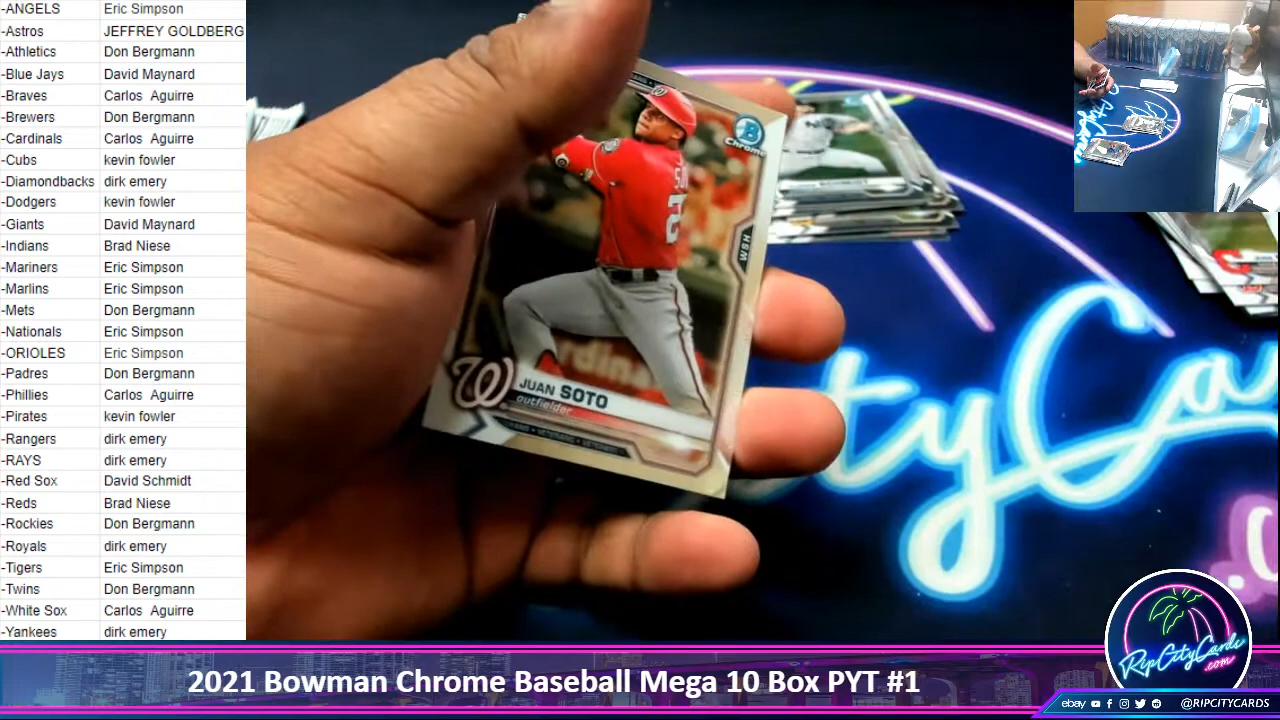 -ANGELS Eric Simpson
-Astros JEFFREY GOLDBERG
-Athletics Don Bergmann
-Blue Jays David Maynard
-Braves Carlos Aguirre
-Brewers Don Bergmann
-Cardinals Carlos Aguirre
-Cubs kevin fowler
-Diamondbacks dirk emery
-Dodgers kevin fowler
-Giants David Maynard
-Indians Brad Niese
-Mariners Eric Simpson
-Marlins Eric Simpson
-Mets Don Bergmann
-Nationals Eric Simpson
-ORIOLES Eric Simpson
-Padres Don Bergmann
-Phillies Carlos Aguirre
-Pirates kevin fowler
-Rangers dirk emery
-RAYS dirk emery
-Red Sox David Schmidt
-Reds Brad Niese
-Rockies Don Bergmann
-Royals dirk emery
-Tigers Eric Simpson
-Twins Don Bergmann
-White Sox Carlos Aguirre
-Yankees dirk emery
B
Chrome
WSH
W
JUAN SOTO
outfielder
ty Ca
RipCityCards
.com
2021 Bowman Chrome Baseball Mega 10 Box PYT #1
ebay @RIPCITYCARDS